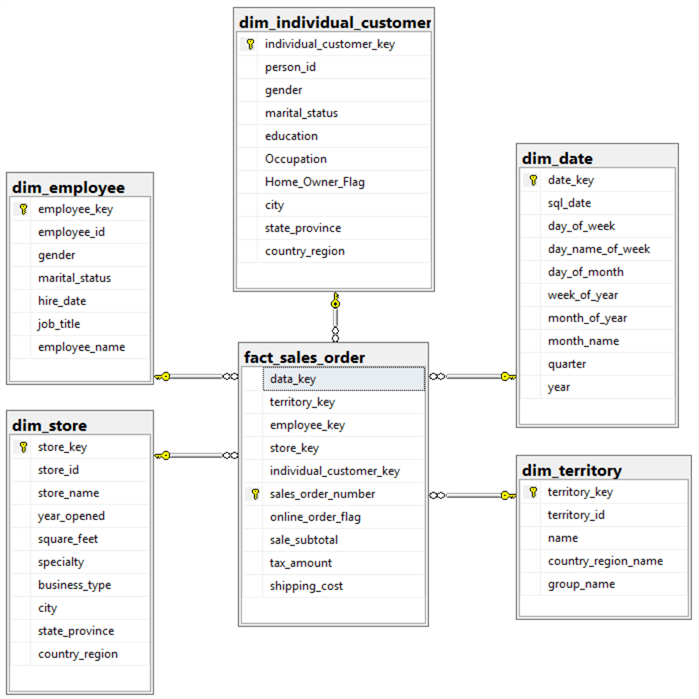 dim_individual_customer
individual_customer_key
person_id
gender
marital_status
education
Occupation
Home_Owner_Flag
city
state_province
country_region
dim_employee
employee_key
employee_id
gender
marital_status
hire_date
job_title
employee_name
dim_date
date_key
sql_date
day_of_week
day_name_of_week
day_of_month
week_of_year
month_of_year
month_name
quarter
year
fact_sales_order
data_key
territory_key
employee_key
store_key
individual_customer_key
sales_order_number
online_order_flag
sale_subtotal
tax_amount
shipping_cost
dim_store
store_key
store_id
store_name
year_opened
square_feet
specialty
business_type
city
state_province
country_region
dim_territory
territory_key
territory_id
name
country_region_name
group_name